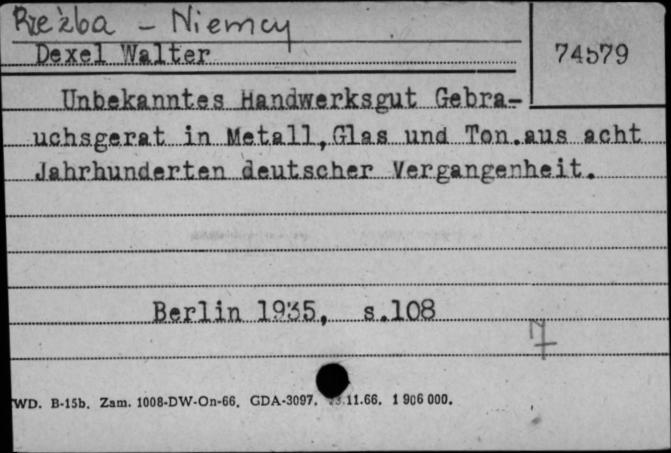 Rzeźba - Niemcy
Dexel Walter
74579
Unbekanntes Handwerksgut Gebra-
uchsgerat in Metall,Glas und Ton.aus acht
Jahrhunderten deutscher Vergangenheit.
Berlin 1935, s.108
WD. B-15b. Zam. 1008-DW-On-66. GDA-3097. 11.66. 1 906 000.